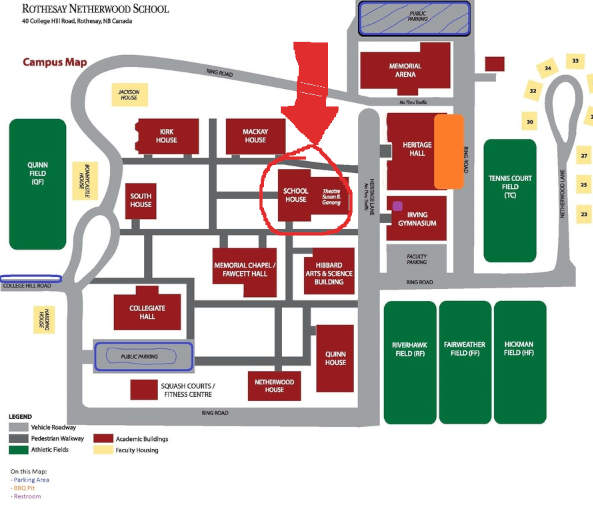 ROTHESAY NETHERWOOD SCHOOL
40 College Hill Road, Rothesay, NB Canada
Campus Map
PUBLIC
PARKING
MEMORIAL
ARENA
RING ROAD
No Thru Traffic
JACKSON
HOUSE
KIRK
HOUSE
MACKAY
HOUSE
HERITAGE
HALL
RING ROAD
33
34
32
30
27
25
23
NETHERWOOD LANE
QUINN
FIELD
(QF)
BONNYCASTLE
HOUSE
SOUTH
HOUSE
SCHOOL
HOUSE
Theatre
Susan B.
Ganong
HERITAGE LANE
No Thru Traffic
TENNIS COURT
FIELD
(TC)
IRVING
GYMNASIUM
FACULTY
PARKING
MEMORIAL CHAPEL /
FAWCETT HALL
HIBBARD
ARTS & SCIENCE
BUILDING
COLLEGE HILL ROAD
RING ROAD
HARDING
HOUSE
COLLEGIATE
HALL
PUBLIC PARKING
QUINN
HOUSE
RIVERHAWK
FIELD (RF)
FAIRWEATHER
FIELD (FF)
HICKMAN
FIELD (HF)
SQUASH COURTS /
FITNESS CENTRE
NETHERWOOD
HOUSE
RING ROAD
LEGEND
Vehicle Roadway
Pedestrian Walkway
Athletic Fields
Academic Buildings
Faculty Housing
On this Map:
- Parking Area
- BBQ Pit
- Restroom